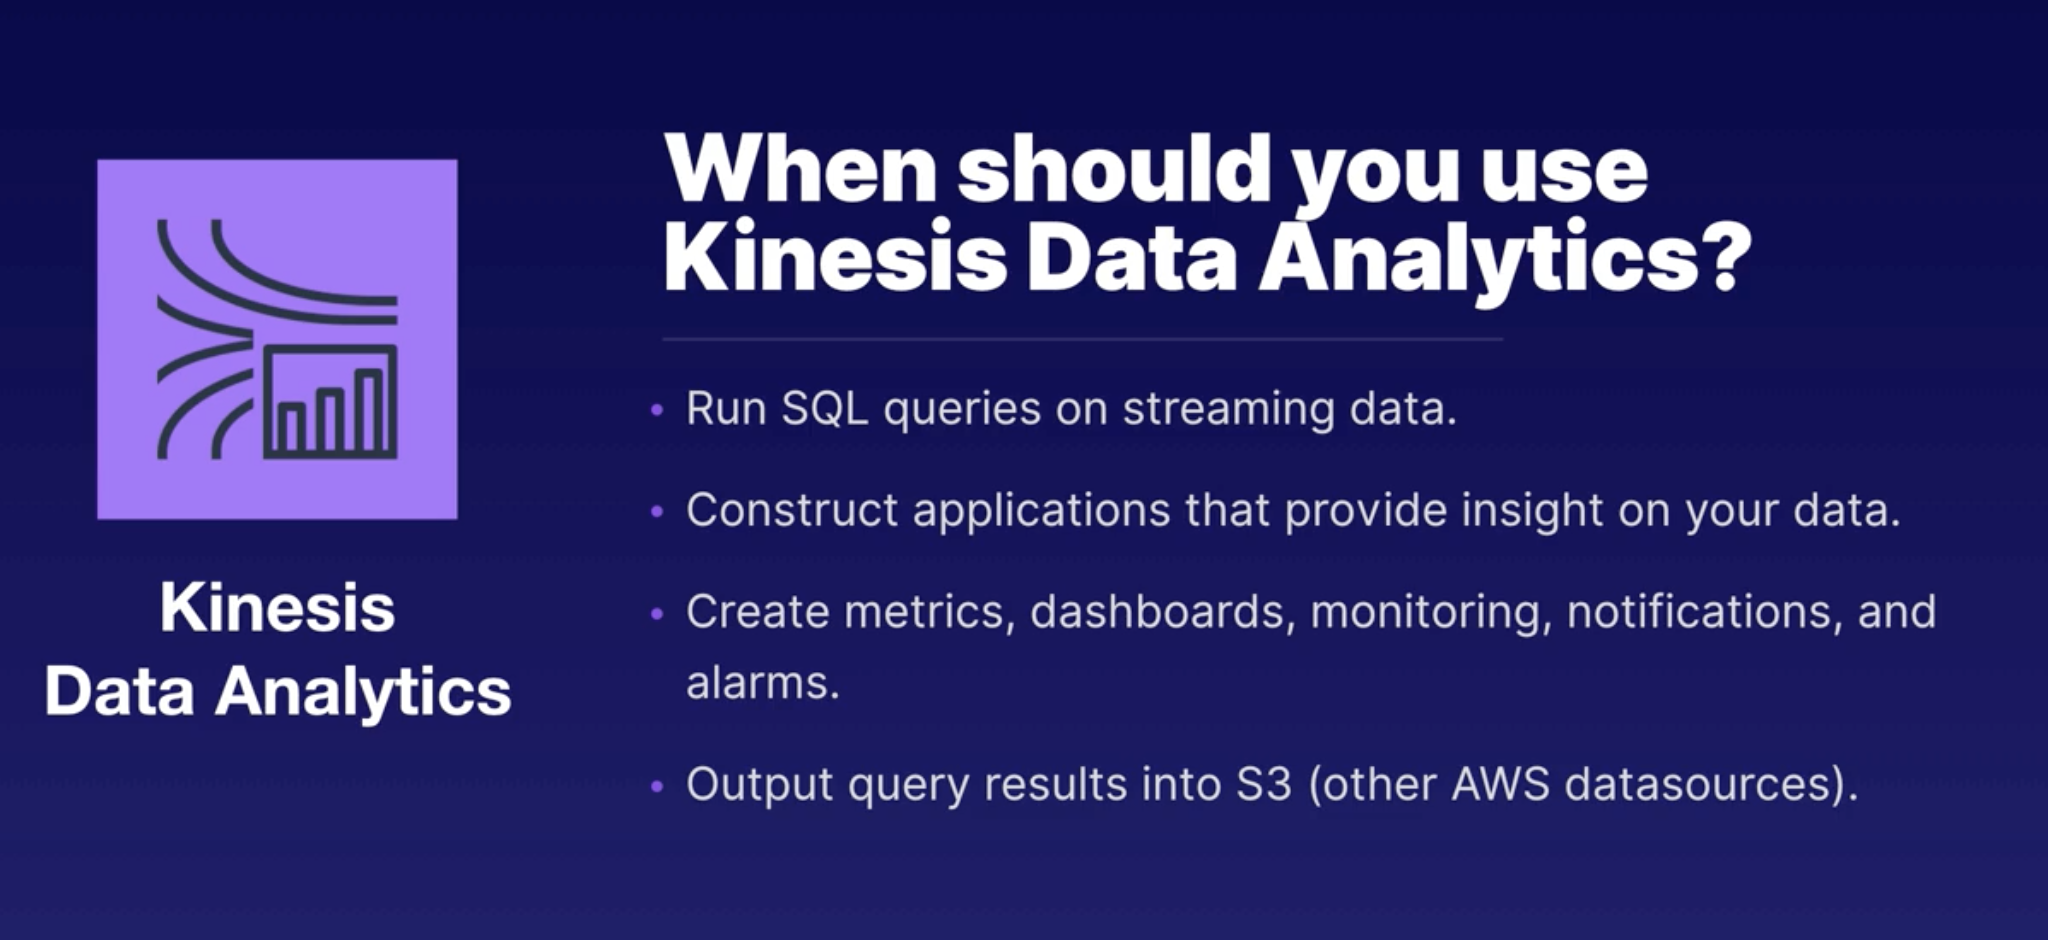 When should you use
Kinesis Data Analytics?
• Run SQL queries on streaming data.
• Construct applications that provide insight on your data.
• Create metrics, dashboards, monitoring, notifications, and
alarms.
• Output query results into S3 (other AWS datasources).
Kinesis
Data Analytics